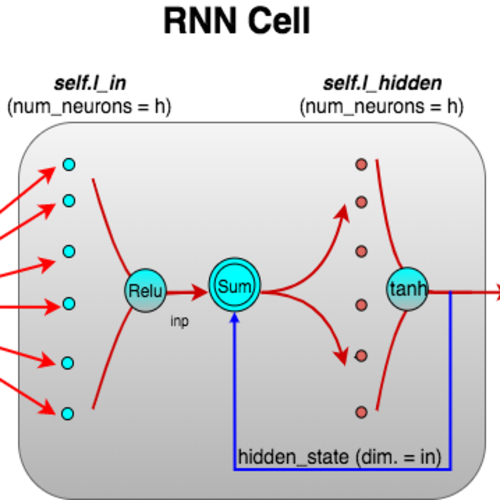 RNN Cell
self.l_in
(num_neurons = h)
self.l_hidden
(num_neurons = h)
Relu
inp
Sum
tanh
hidden_state (dim. = in)